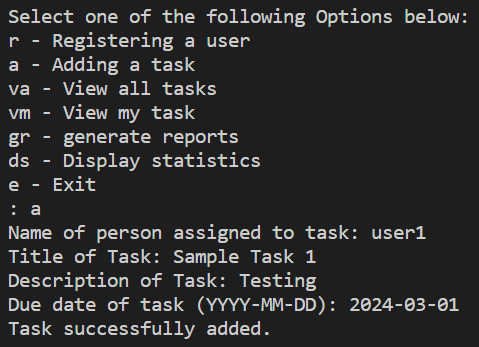 Select one of the following Options below:
r - Registering a user
a - Adding a task
va - View all tasks
vm - View my task
gr - generate reports
ds - Display statistics
e - Exit
: a
Name of person assigned to task: user1
Title of Task: Sample Task 1
Description of Task: Testing
Due date of task (YYYY-MM-DD): 2024-03-01
Task successfully added.